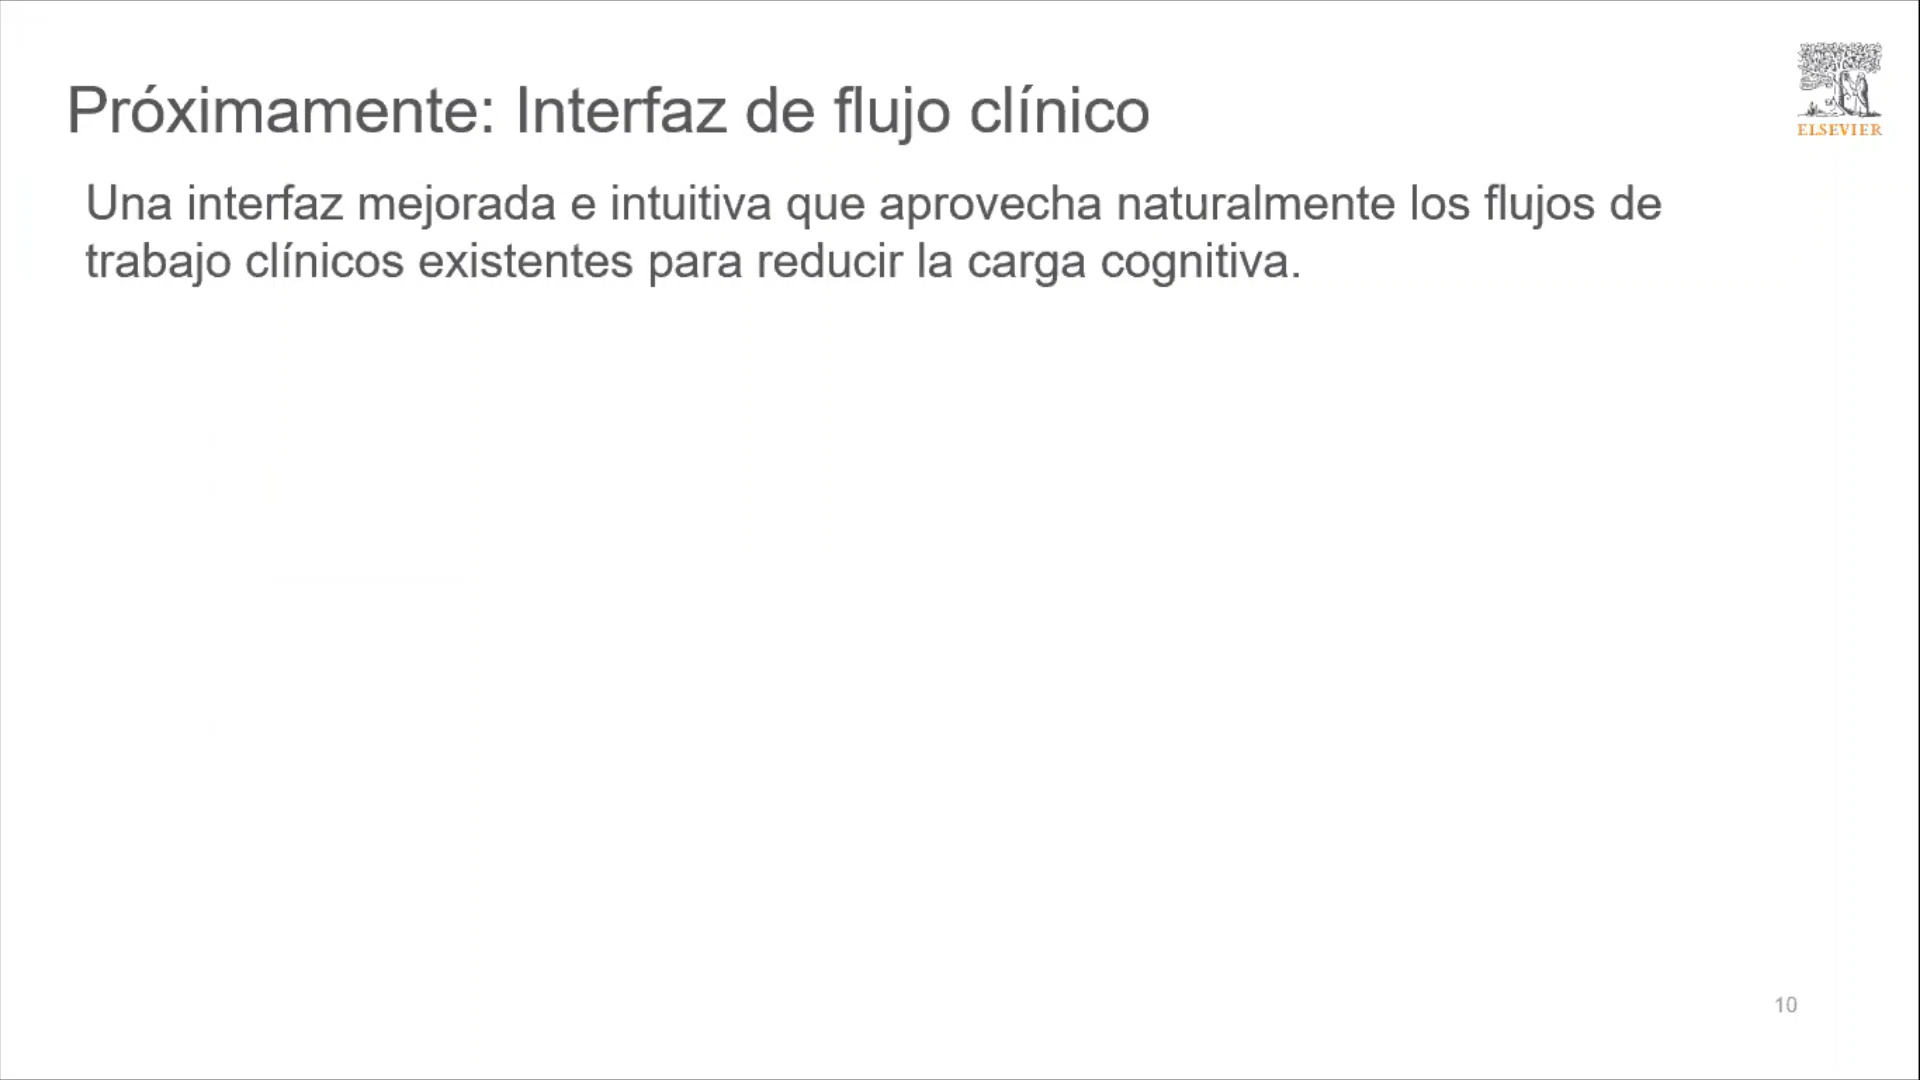 Próximamente: Interfaz de flujo clínico
ELSEVIER
Una interfaz mejorada e intuitiva que aprovecha naturalmente los flujos de
trabajo clínicos existentes para reducir la carga cognitiva.
10